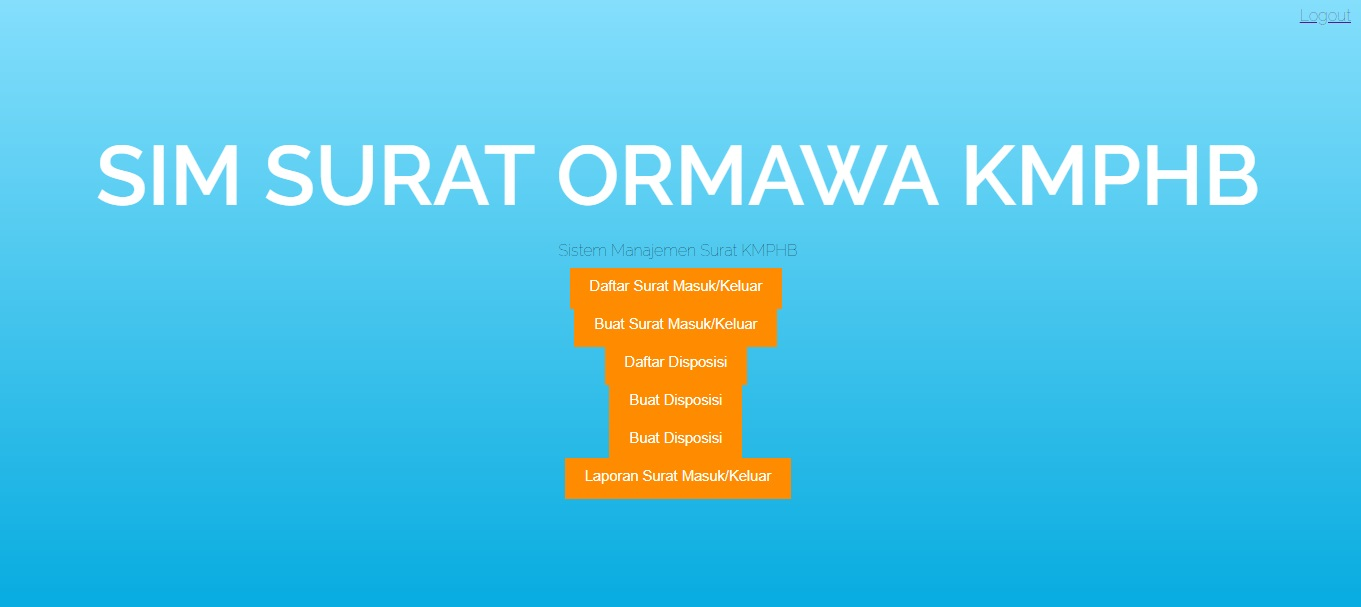 Logout
SIM SURAT ORMAWA KMPHB
Sistem Manajemen Surat KMPHB
Daftar Surat Masuk/Keluar
Buat Surat Masuk/Keluar
Daftar Disposisi
Buat Disposisi
Buat Disposisi
Laporan Surat Masuk/Keluar